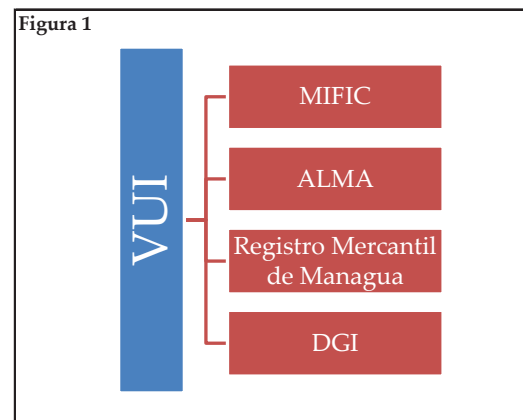 Figura 1
VUI
MIFIC
ALMA
Registro Mercantil
de Managua
DGI